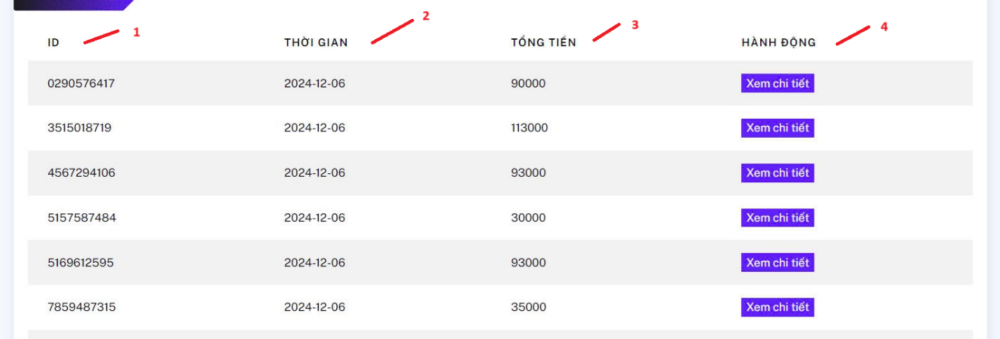 1 2 3 4
ID THỜI GIAN TỔNG TIỀN HÀNH ĐỘNG
0290576417 2024-12-06 90000 Xem chi tiết
3515018719 2024-12-06 113000 Xem chi tiết
4567294106 2024-12-06 93000 Xem chi tiết
5157587484 2024-12-06 30000 Xem chi tiết
5169612595 2024-12-06 93000 Xem chi tiết
7859487315 2024-12-06 35000 Xem chi tiết